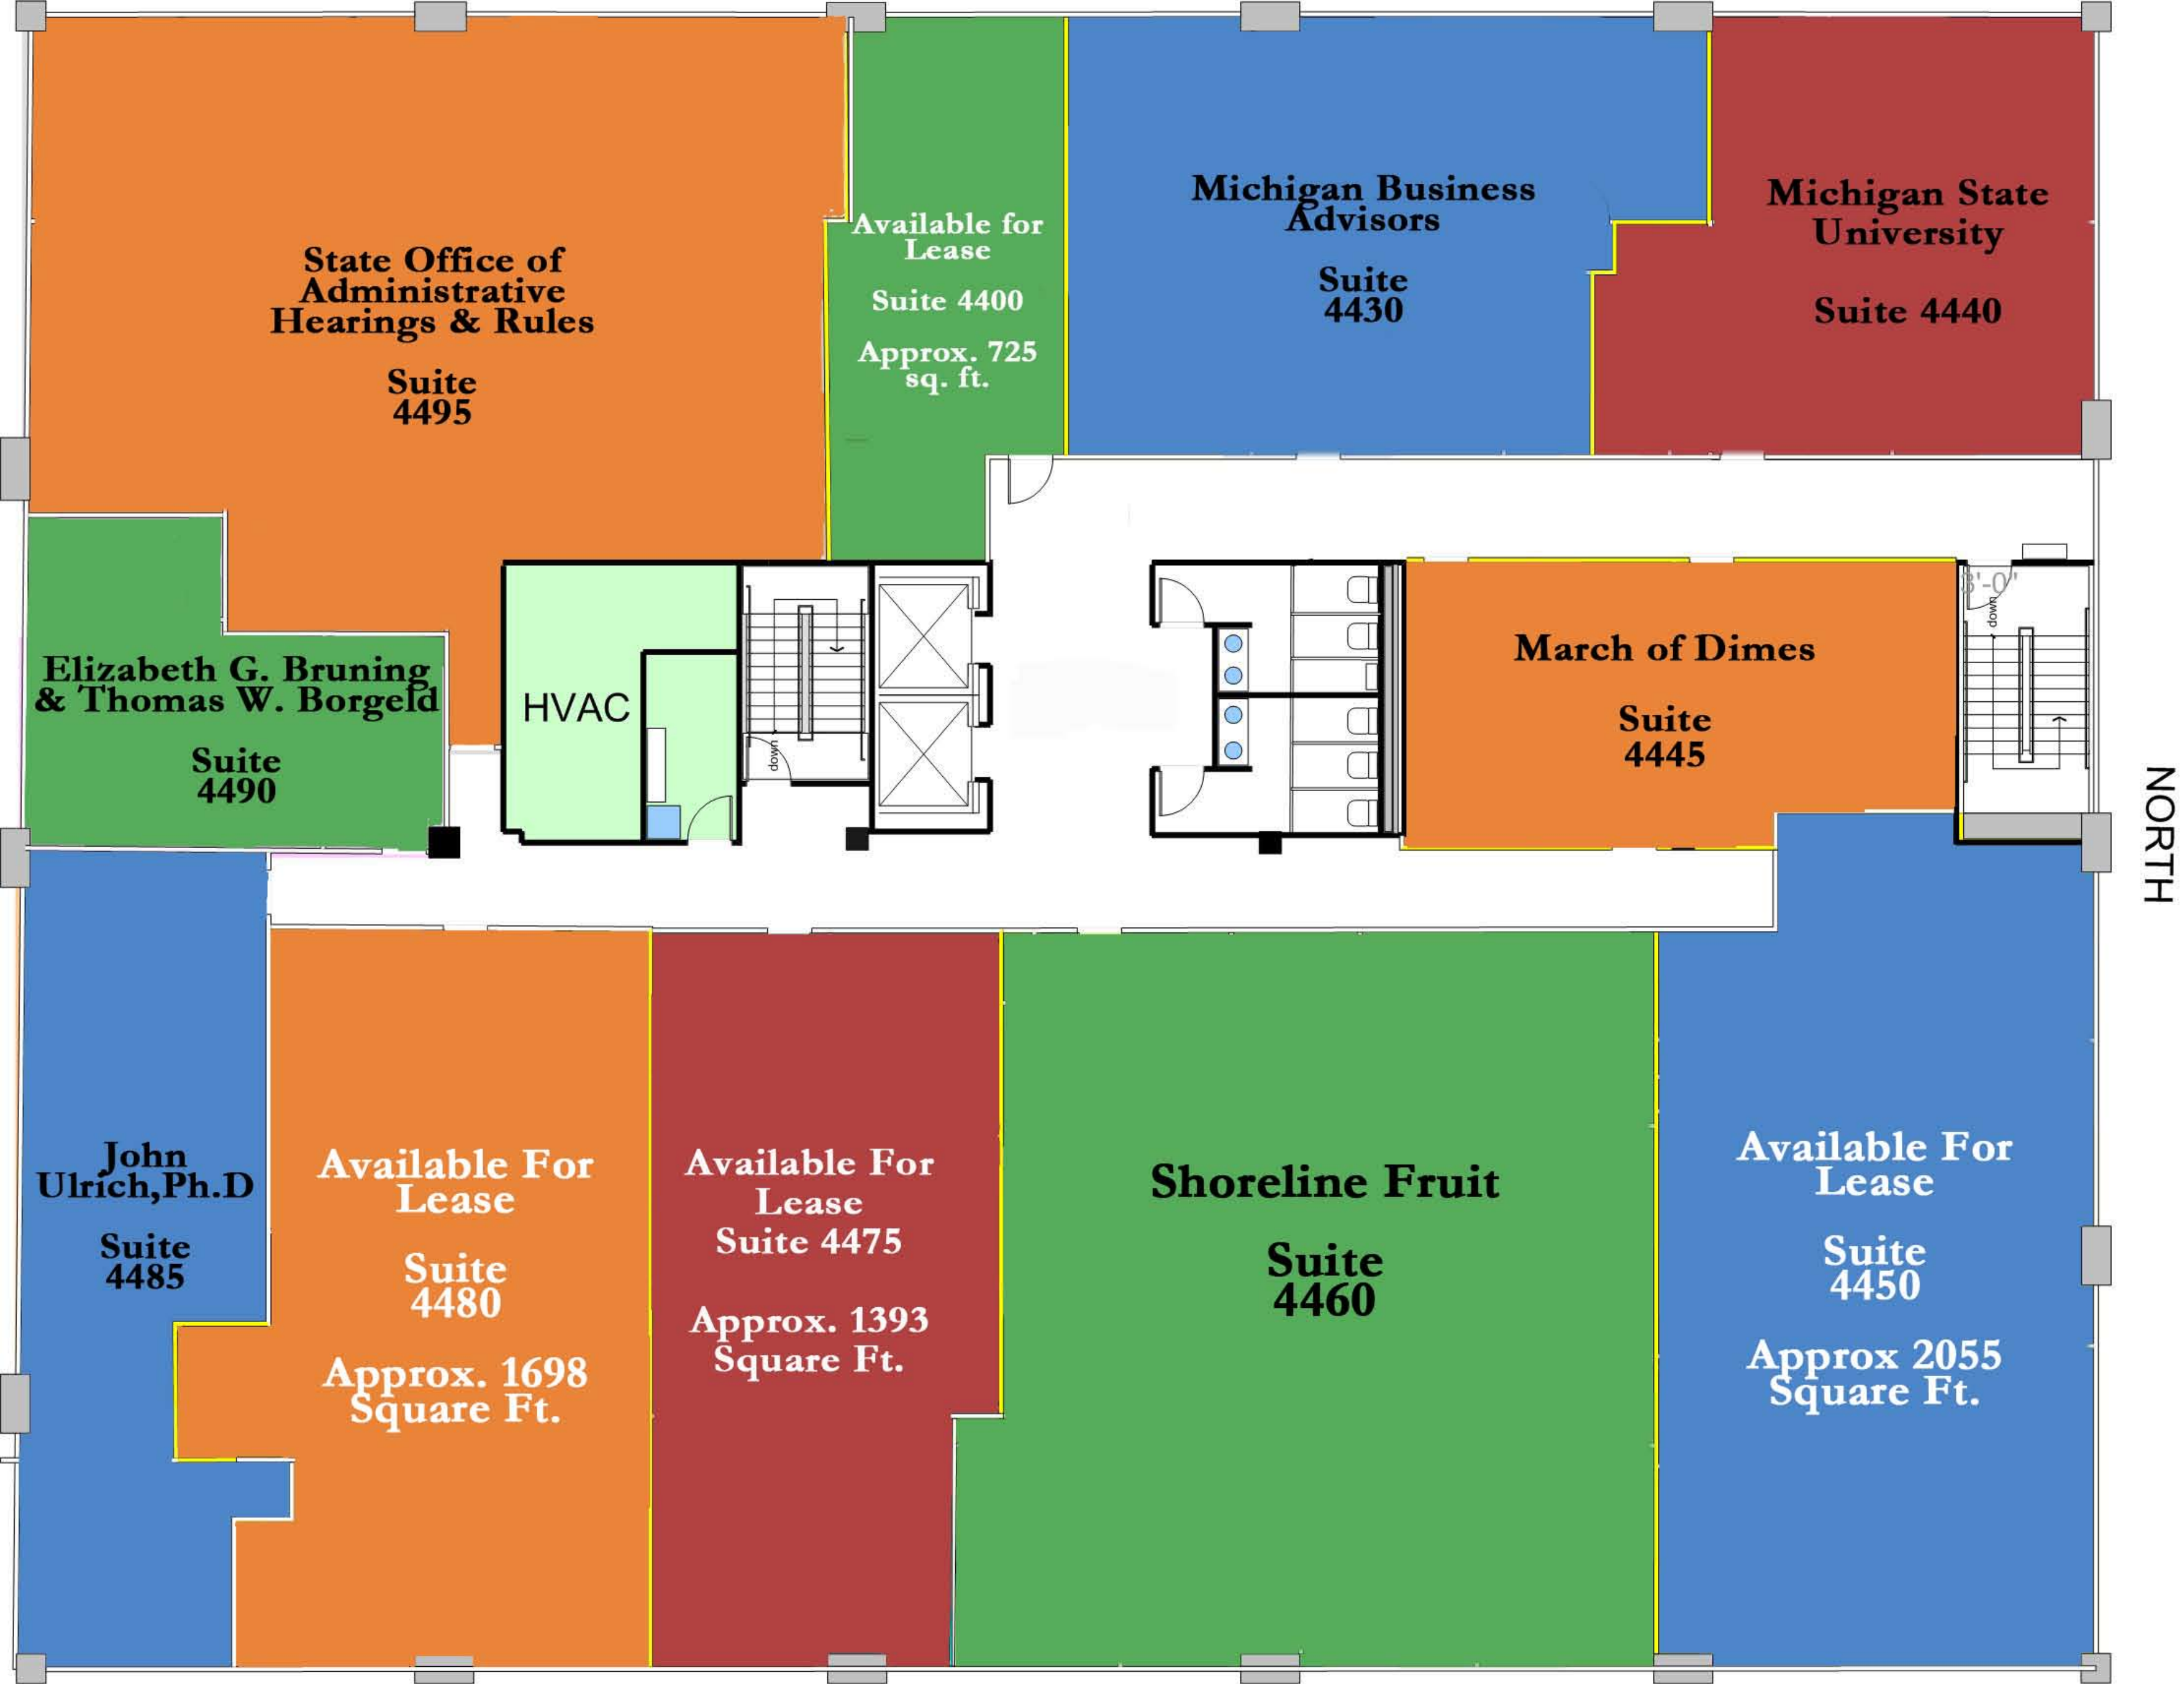 State Office of
Administrative
Hearings & Rules
Suite
4495
Available for
Lease
Suite 4400
Approx. 725
sq. ft.
Michigan Business
Advisors
Suite
4430
Michigan State
University
Suite 4440
Elizabeth G. Bruning
& Thomas W. Borgeld
Suite
4490
HVAC
down
March of Dimes
Suite
4445
3'-0"
down
NORTH
John
Ulrich,Ph.D
Suite
4485
Available For
Lease
Suite
4480
Approx. 1698
Square Ft.
Available For
Lease
Suite 4475
Approx. 1393
Square Ft.
Shoreline Fruit
Suite
4460
Available For
Lease
Suite
4450
Approx 2055
Square Ft.